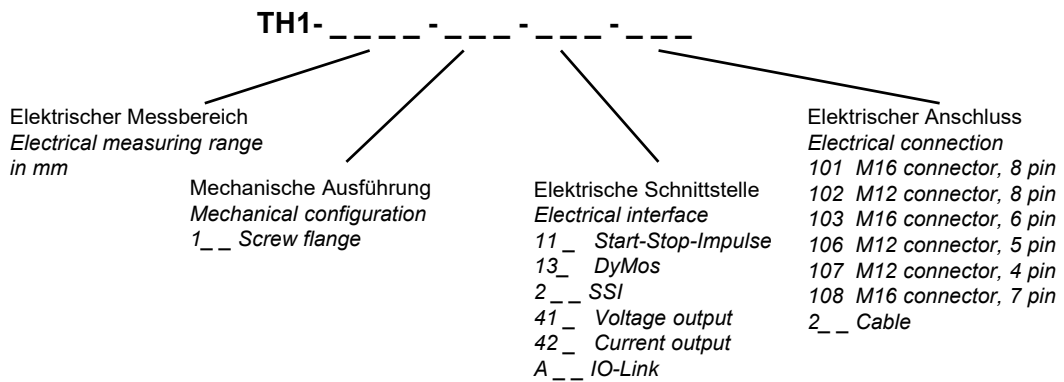 TH1- _ _ _ _ - _ _ _ - _ _ _ - _ _ _
Elektrischer Messbereich
Electrical measuring range
in mm
Mechanische Ausführung
Mechanical configuration
1_ _ Screw flange
Elektrische Schnittstelle
Electrical interface
11 _ Start-Stop-Impulse
13_ DyMos
2 _ _ SSI
41 _ Voltage output
42 _ Current output
A _ _ IO-Link
Elektrischer Anschluss
Electrical connection
101 M16 connector, 8 pin
102 M12 connector, 8 pin
103 M16 connector, 6 pin
106 M12 connector, 5 pin
107 M12 connector, 4 pin
108 M16 connector, 7 pin
2_ _ Cable